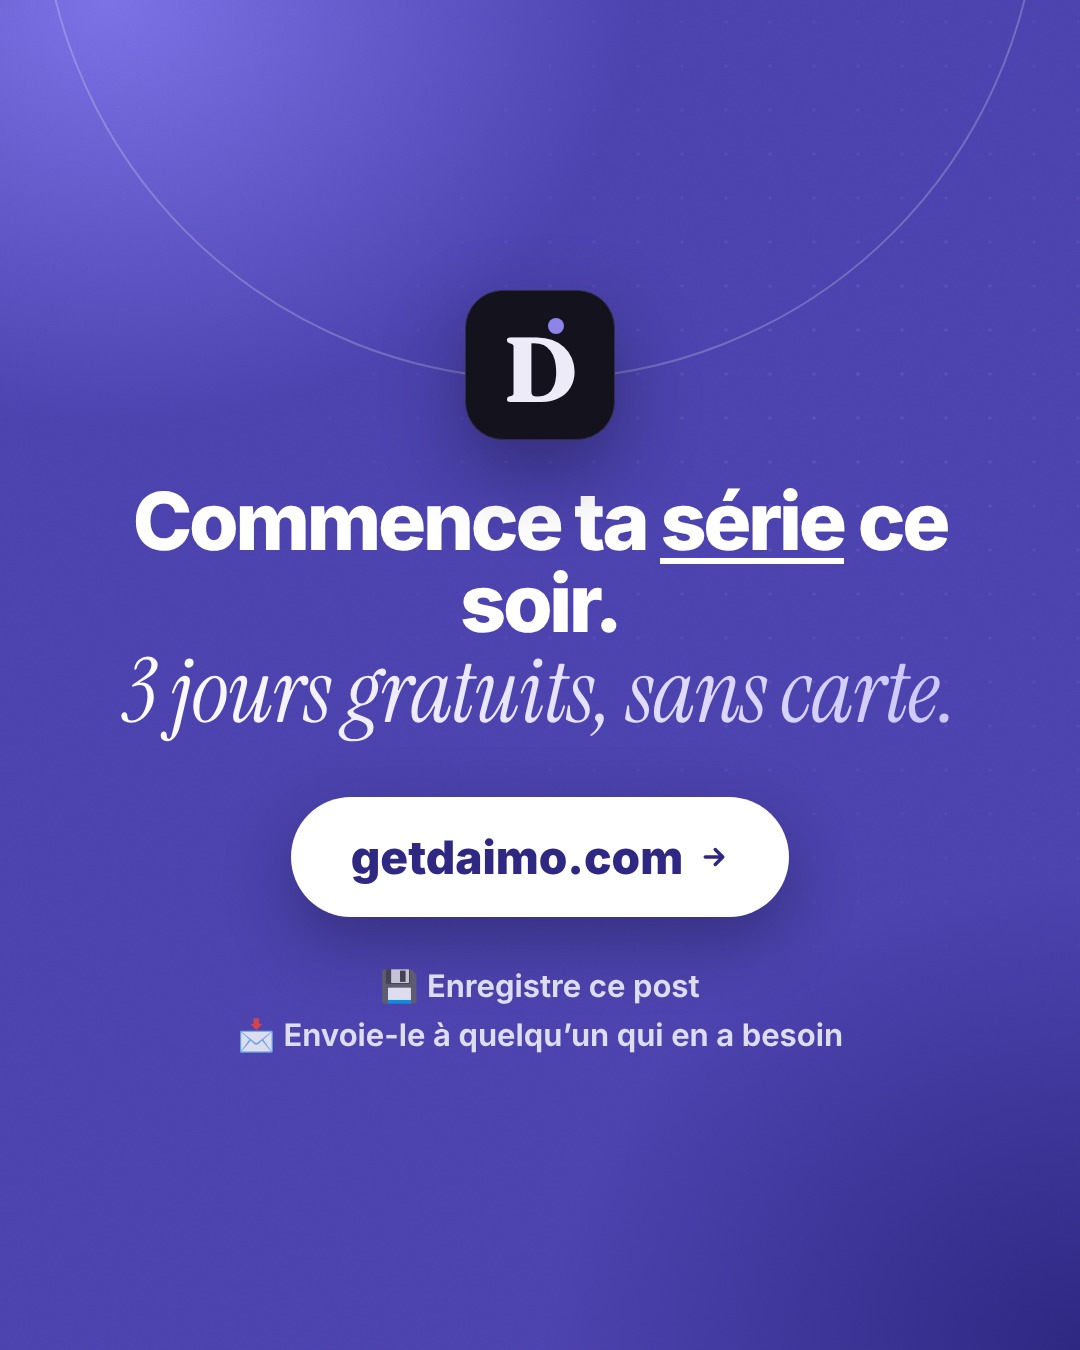 D
Commence ta série ce
soir.
3 jours gratuits, sans carte.
getdaimo.com →
💾 Enregistre ce post
📩 Envoie-le à quelqu’un qui en a besoin